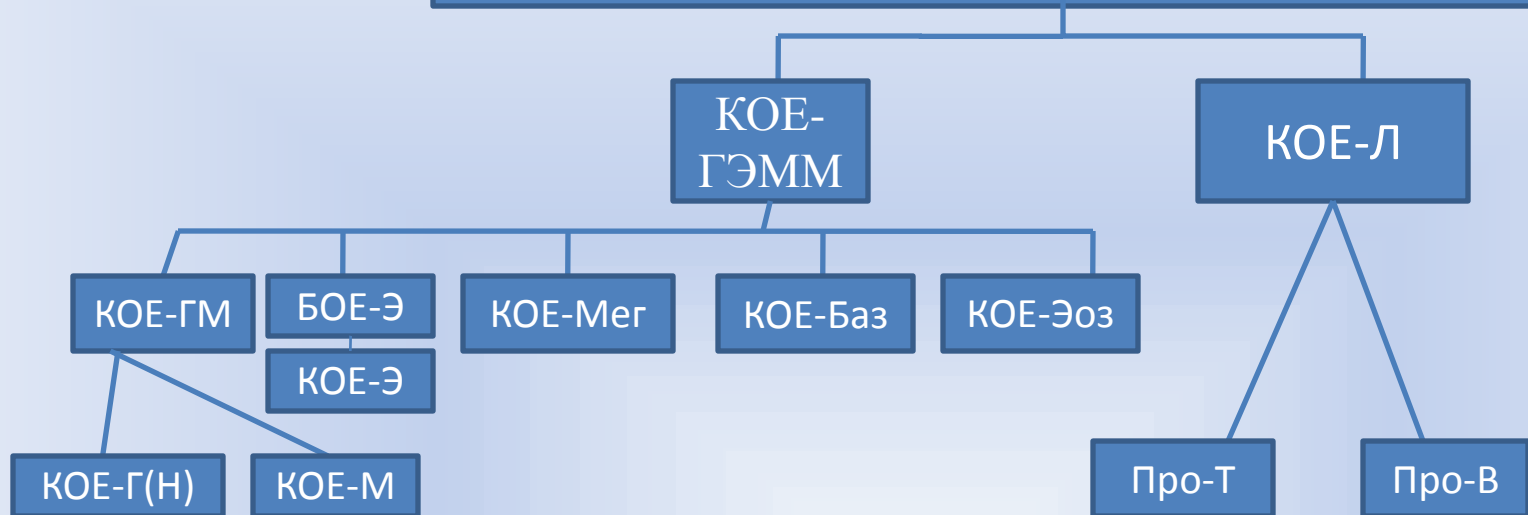 КОЕ-
ГЭММ
КОЕ-Л
КОЕ-ГМ
БОЕ-Э
КОЕ-Мег
КОЕ-Баз
КОЕ-Эоз
КОЕ-Э
КОЕ-Г(Н)
КОЕ-М
Про-Т
Про-В